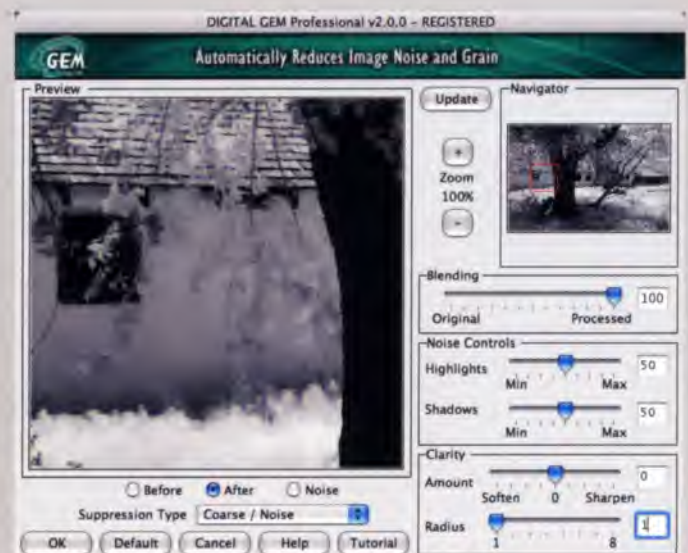 DIGITAL GEM Professional v2.0.0 – REGISTERED
GEM
Automatically Reduces Image Noise and Grain
Preview
Update
Navigator
+
Zoom
100%
-
Blending
100
Original Processed
Noise Controls
Highlights 50
Min Max
Shadows 50
Min Max
Clarity
Amount 0
Soften 0 Sharpen
Radius 1
1 8
Before After Noise
Suppression Type Coarse / Noise
OK Default Cancel Help Tutorial